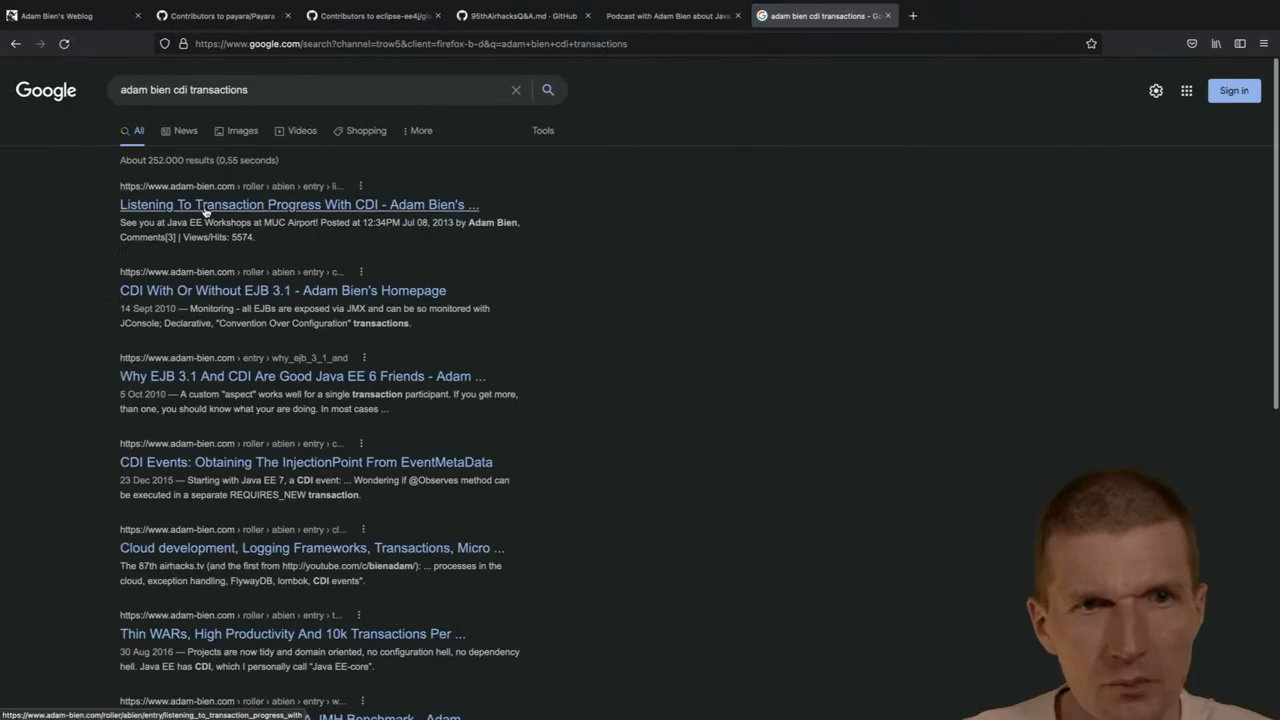 Adam Bien's Weblog
Contributors to payara/Payara
Contributors to eclipse-ee4j/gl
95thAirhacksQ&A.md · GitHub
Podcast with Adam Bien about Java
adam bien cdi transactions - Go
https://www.google.com/search?channel=trow5&client=firefox-b-d&q=adam+bien+cdi+transactions
Google
adam bien cdi transactions
Sign in
All News Images Videos Shopping More Tools
About 252.000 results (0,55 seconds)
https://www.adam-bien.com › roller › abien › entry › li...
Listening To Transaction Progress With CDI - Adam Bien's ...
See you at Java EE Workshops at MUC Airport! Posted at 12:34PM Jul 08, 2013 by Adam Bien,
Comments[3] | Views/Hits: 5574.
https://www.adam-bien.com › roller › abien › entry › c...
CDI With Or Without EJB 3.1 - Adam Bien's Homepage
14 Sept 2010 — Monitoring - all EJBs are exposed via JMX and can be so monitored with
JConsole; Declarative, "Convention Over Configuration" transactions.
https://www.adam-bien.com › entry › why_ejb_3_1_and
Why EJB 3.1 And CDI Are Good Java EE 6 Friends - Adam ...
5 Oct 2010 — A custom "aspect" works well for a single transaction participant. If you get more,
than one, you should know what your are doing. In most cases ...
https://www.adam-bien.com › roller › abien › entry › c...
CDI Events: Obtaining The InjectionPoint From EventMetaData
23 Dec 2015 — Starting with Java EE 7, a CDI event: ... Wondering if @Observes method can
be executed in a separate REQUIRES_NEW transaction.
https://www.adam-bien.com › roller › abien › entry › cl...
Cloud development, Logging Frameworks, Transactions, Micro ...
The 87th airhacks.tv (and the first from http://youtube.com/c/bienadam/): ... processes in the
cloud, exception handling, FlywayDB, lombok, CDI events".
https://www.adam-bien.com › roller › abien › entry › t...
Thin WARs, High Productivity And 10k Transactions Per ...
30 Aug 2016 — Projects are now tidy and domain oriented, no configuration hell, no dependency
hell. Java EE has CDI, which I personally call "Java EE-core".
https://www.adam-bien.com › roller › abien › entry › w...
https://www.adam-bien.com/roller/abien/entry/listening_to_transaction_progress_with
JMH Benchmark - Adam